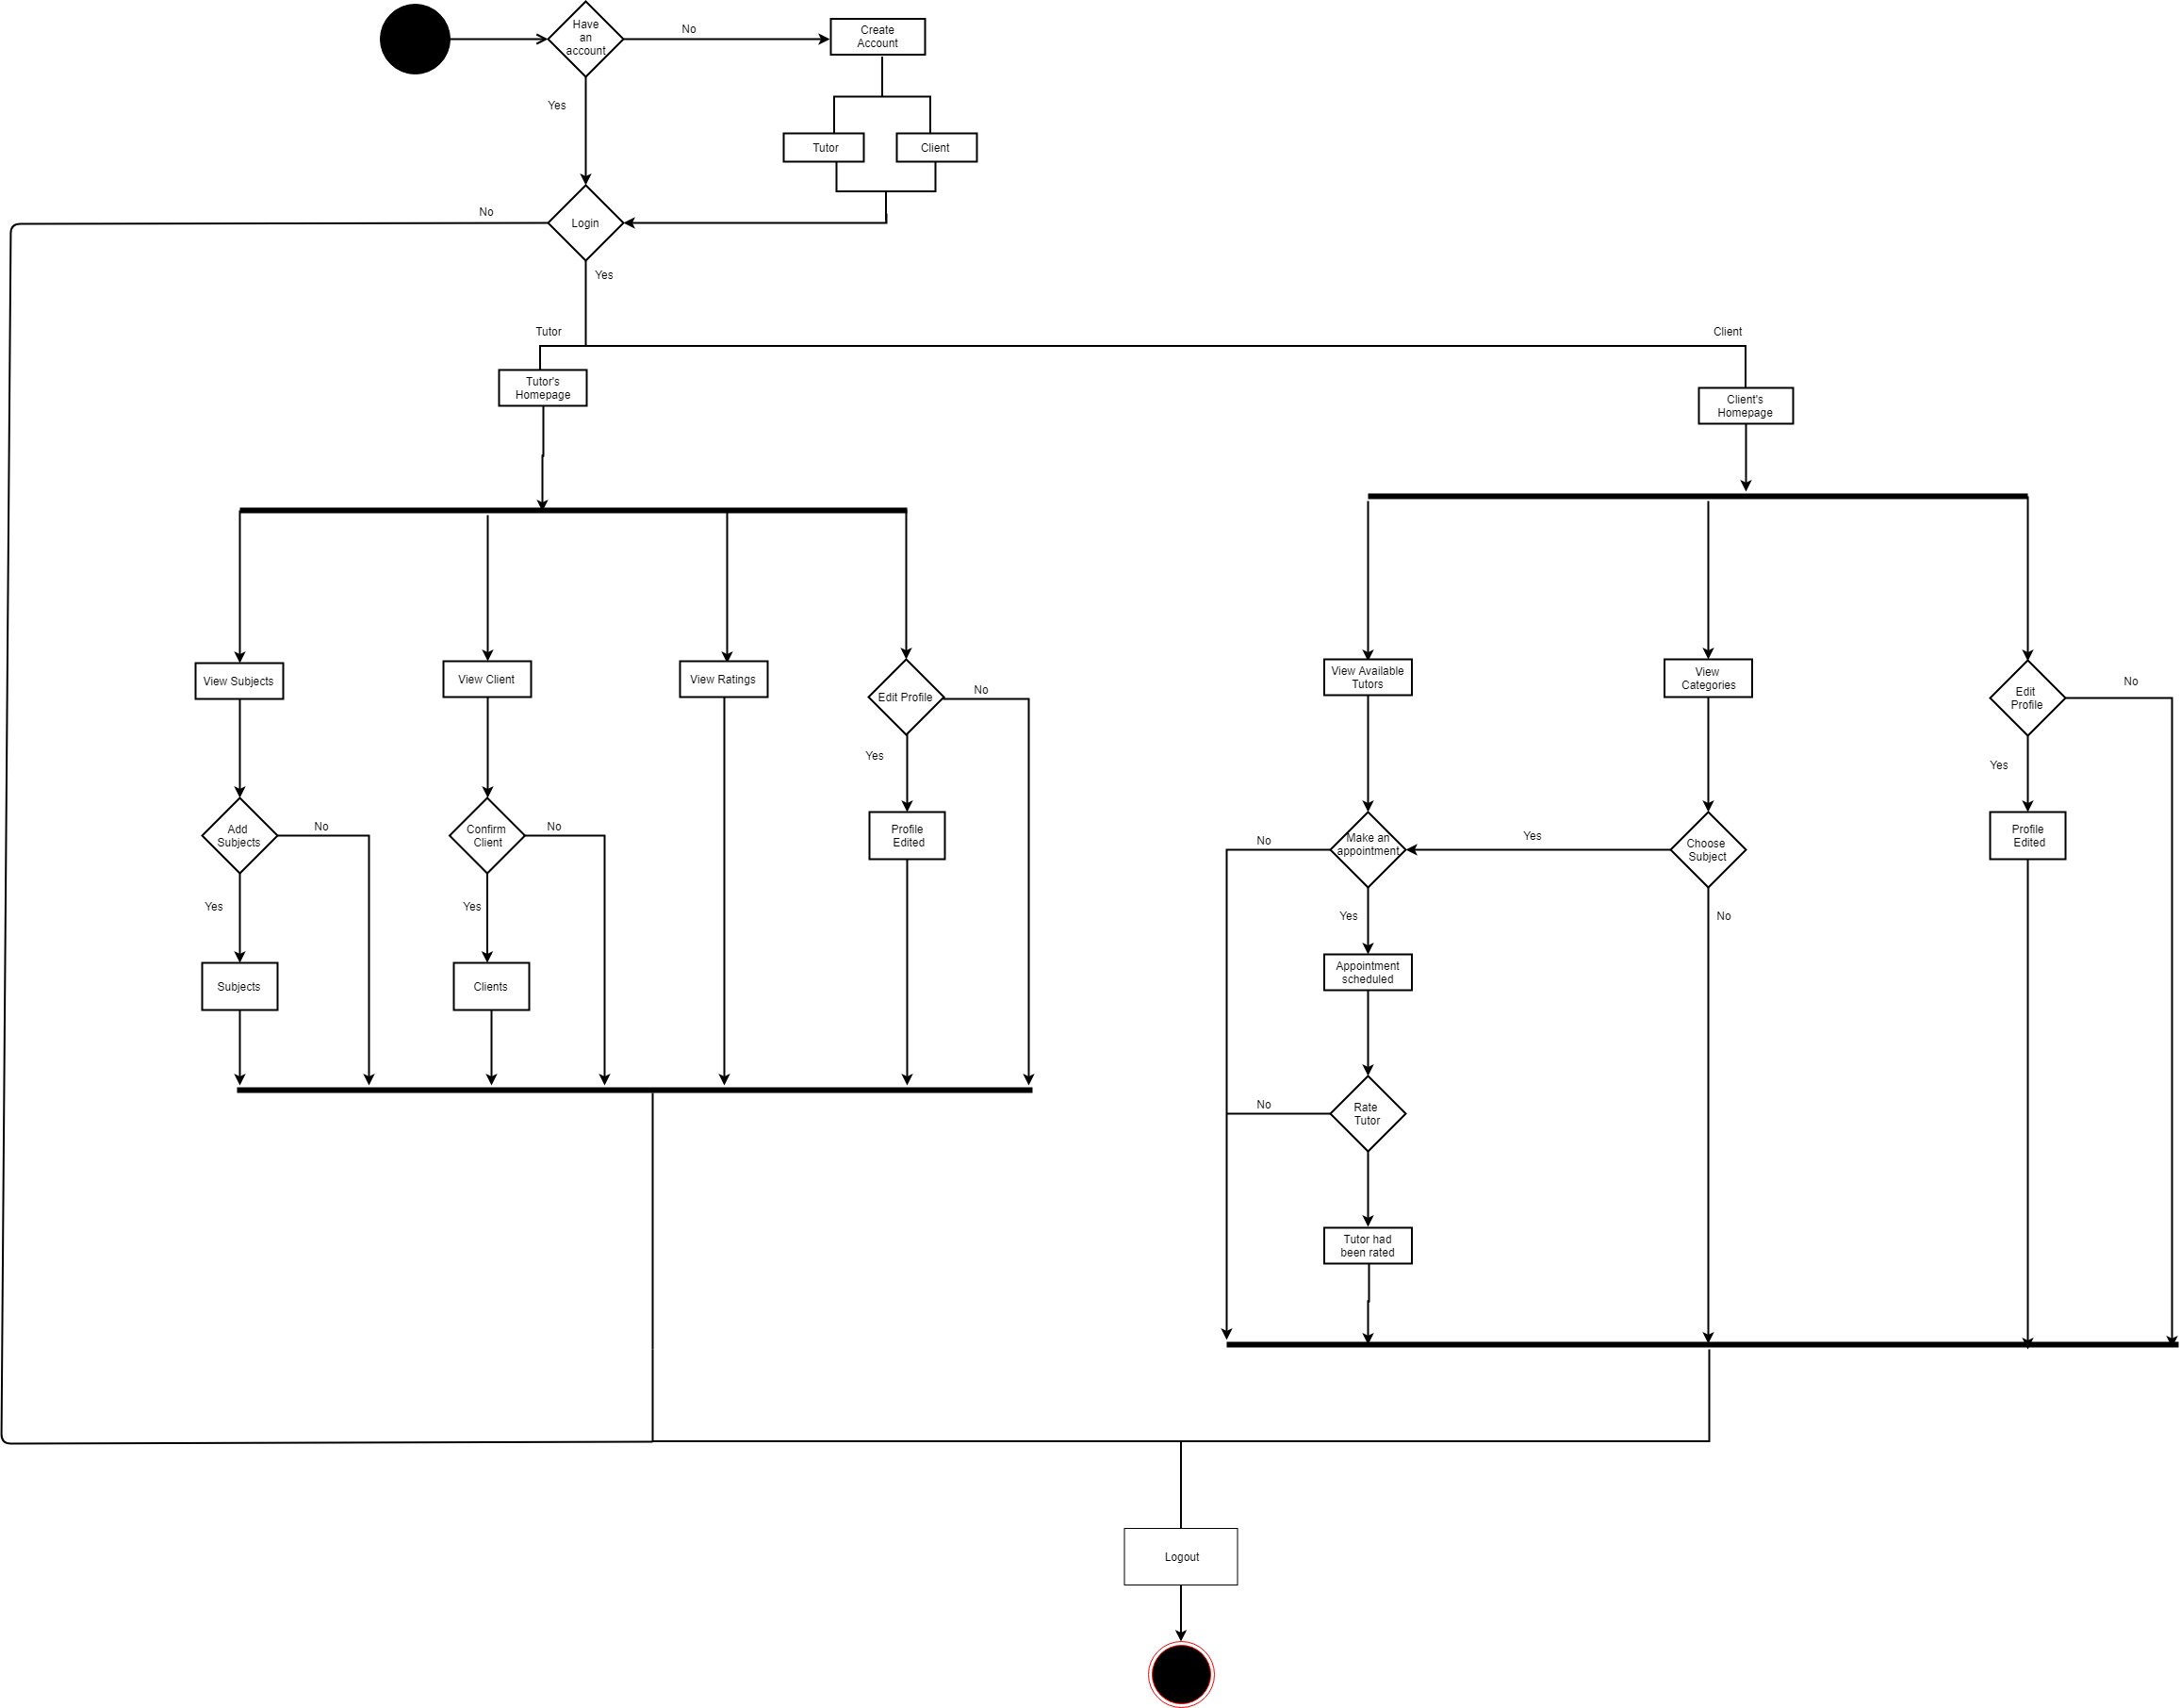 Have
an
account
No
Create
Account
Yes
Tutor
Client
No
Login
Yes
Tutor
Client
Tutor's
Homepage
Client's
Homepage
View Subjects
View Client
View Ratings
Edit Profile
No
View Available
Tutors
View
Categories
Edit
Profile
No
Yes
Yes
Add
Subjects
No
Confirm
Client
No
Profile
Edited
No
Make an
appointment
Yes
Choose
Subject
Profile
Edited
Yes
Yes
Yes
No
Subjects
Clients
Appointment
scheduled
No
Rate
Tutor
Tutor had
been rated
Logout